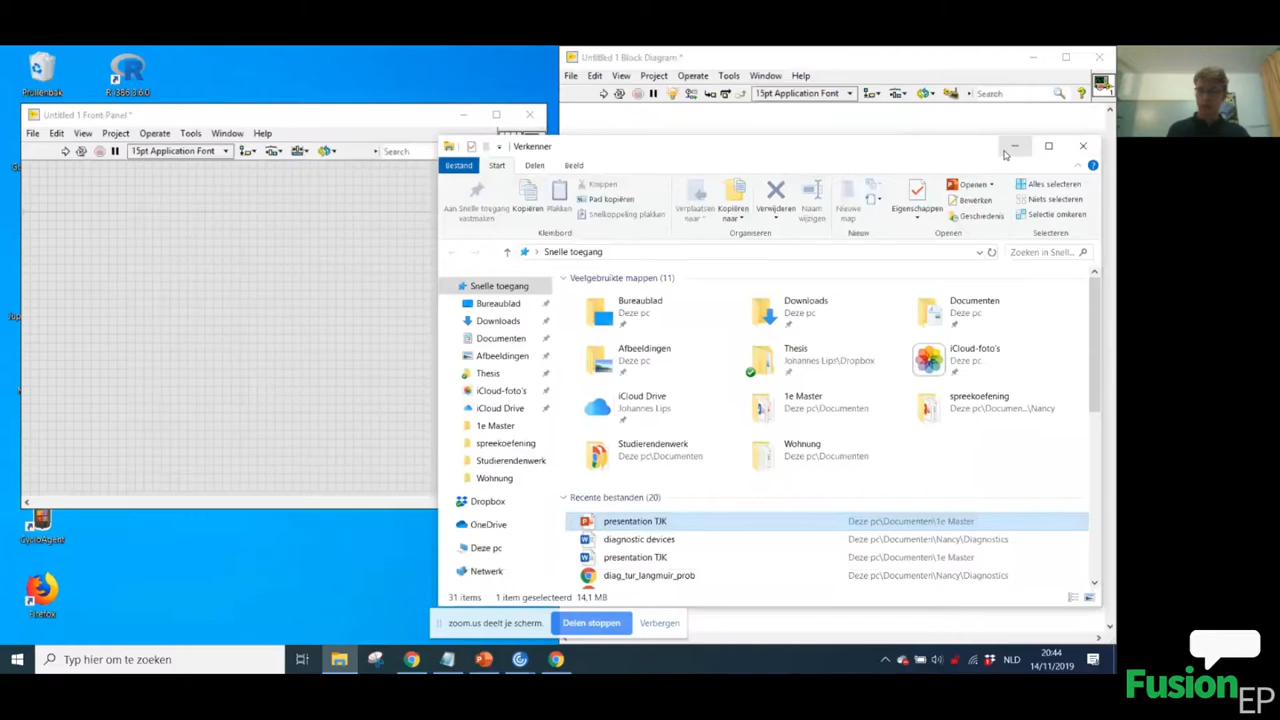 Prullenbak
R i386 3.6.0
Untitled 1 Front Panel *
File Edit View Project Operate Tools Window Help
15pt Application Font
Search
Untitled 1 Block Diagram *
File Edit View Project Operate Tools Window Help
15pt Application Font
Search
Verkenner
Bestand Start Delen Beeld
Aan Snelle toegang vastmaken
Kopiëren
Plakken
Knippen
Pad kopiëren
Snelkoppeling plakken
Klembord
Verplaatsen naar
Kopiëren naar
Verwijderen
Naam wijzigen
Organiseren
Nieuwe map
Nieuw
Eigenschappen
Openen
Bewerken
Geschiedenis
Openen
Alles selecteren
Niets selecteren
Selectie omkeren
Selecteren
Snelle toegang
Zoeken in Snell...
Snelle toegang
Bureaublad
Downloads
Documenten
Afbeeldingen
Thesis
iCloud-foto's
iCloud Drive
1e Master
spreekoefening
Studierendenwerk
Wohnung
Dropbox
OneDrive
Deze pc
Netwerk
Veelgebruikte mappen (11)
Bureaublad
Deze pc
Downloads
Deze pc
Documenten
Deze pc
Afbeeldingen
Deze pc
Thesis
Johannes Lips\Dropbox
iCloud-foto's
Deze pc
iCloud Drive
Johannes Lips
1e Master
Deze pc\Documenten
spreekoefening
Deze pc\Documen...\Nancy
Studierendenwerk
Deze pc\Documenten
Wohnung
Deze pc\Documenten
Recente bestanden (20)
presentation TJK Deze pc\Documenten\1e Master
diagnostic devices Deze pc\Documenten\Nancy\Diagnostics
presentation TJK Deze pc\Documenten\1e Master
diag_tur_langmuir_prob Deze pc\Documenten\Nancy\Diagnostics
31 items 1 item geselecteerd 14,1 MB
zoom.us deelt je scherm. Delen stoppen Verbergen
CycloAgent
Firefox
Typ hier om te zoeken
NLD
20:44
14/11/2019
Fusion EP